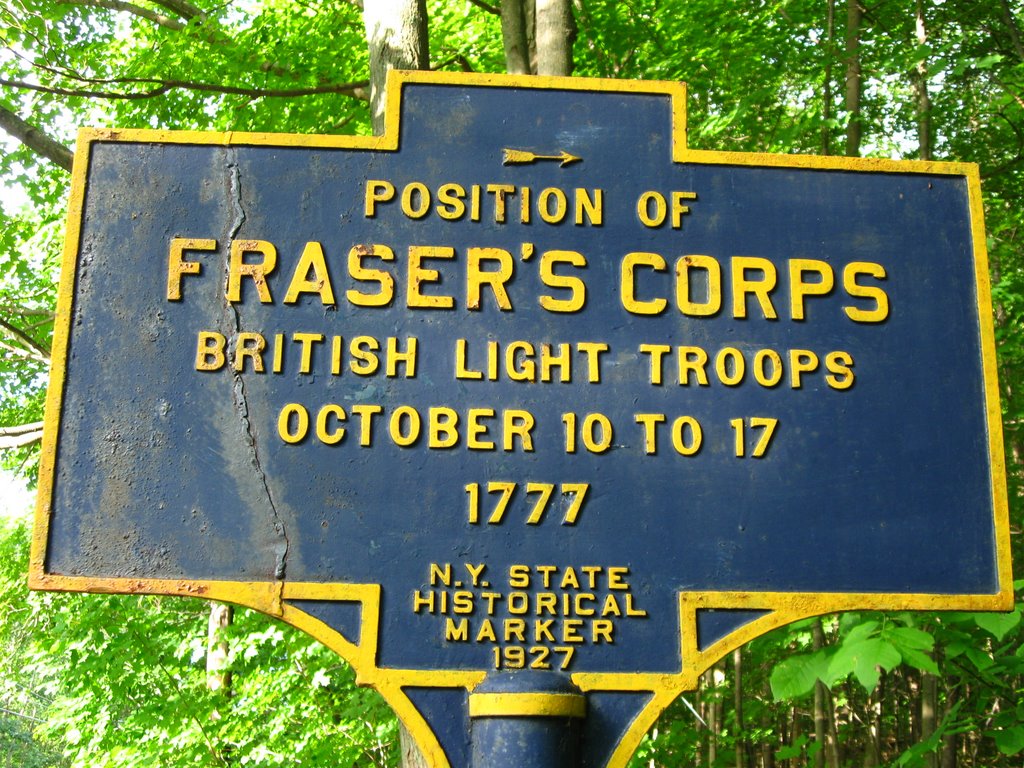 POSITION OF
FRASER'S CORPS
BRITISH LIGHT TROOPS
OCTOBER 10 TO 17
1777
N.Y. STATE
HISTORICAL
MARKER
1927